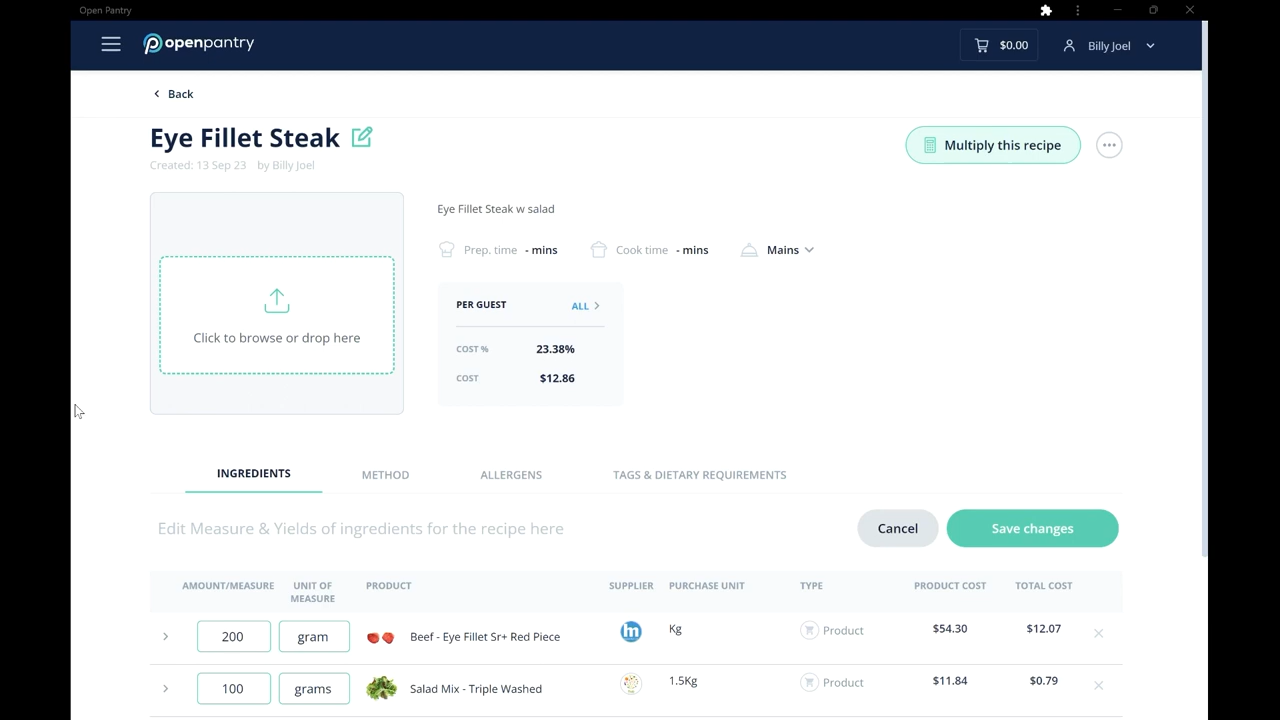 Open Pantry
openpantry
$0.00
Billy Joel
Back
Eye Fillet Steak
Multiply this recipe
Created: 13 Sep 23 by Billy Joel
Eye Fillet Steak w salad
Prep. time - mins
Cook time - mins
Mains
PER GUEST
ALL
COST %
23.38%
COST
$12.86
Click to browse or drop here
INGREDIENTS
METHOD
ALLERGENS
TAGS & DIETARY REQUIREMENTS
Edit Measure & Yields of ingredients for the recipe here
Cancel
Save changes
AMOUNT/MEASURE
UNIT OF
MEASURE
PRODUCT
SUPPLIER
PURCHASE UNIT
TYPE
PRODUCT COST
TOTAL COST
200
gram
Beef - Eye Fillet Sr+ Red Piece
hm
Kg
Product
$54.30
$12.07
100
grams
Salad Mix - Triple Washed
1.5Kg
Product
$11.84
$0.79